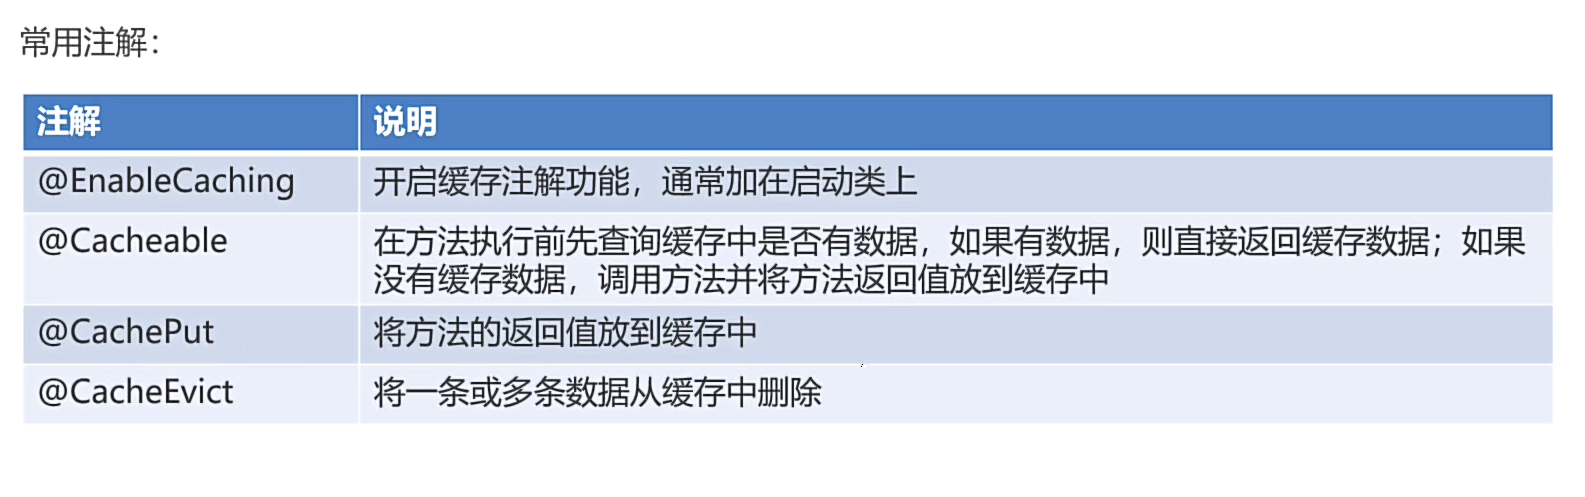 常用注解：
注解 说明
@EnableCaching 开启缓存注解功能，通常加在启动类上
@Cacheable 在方法执行前先查询缓存中是否有数据，如果有数据，则直接返回缓存数据；如果
没有缓存数据，调用方法并将方法返回值放到缓存中
@CachePut 将方法的返回值放到缓存中
@CacheEvict 将一条或多条数据从缓存中删除